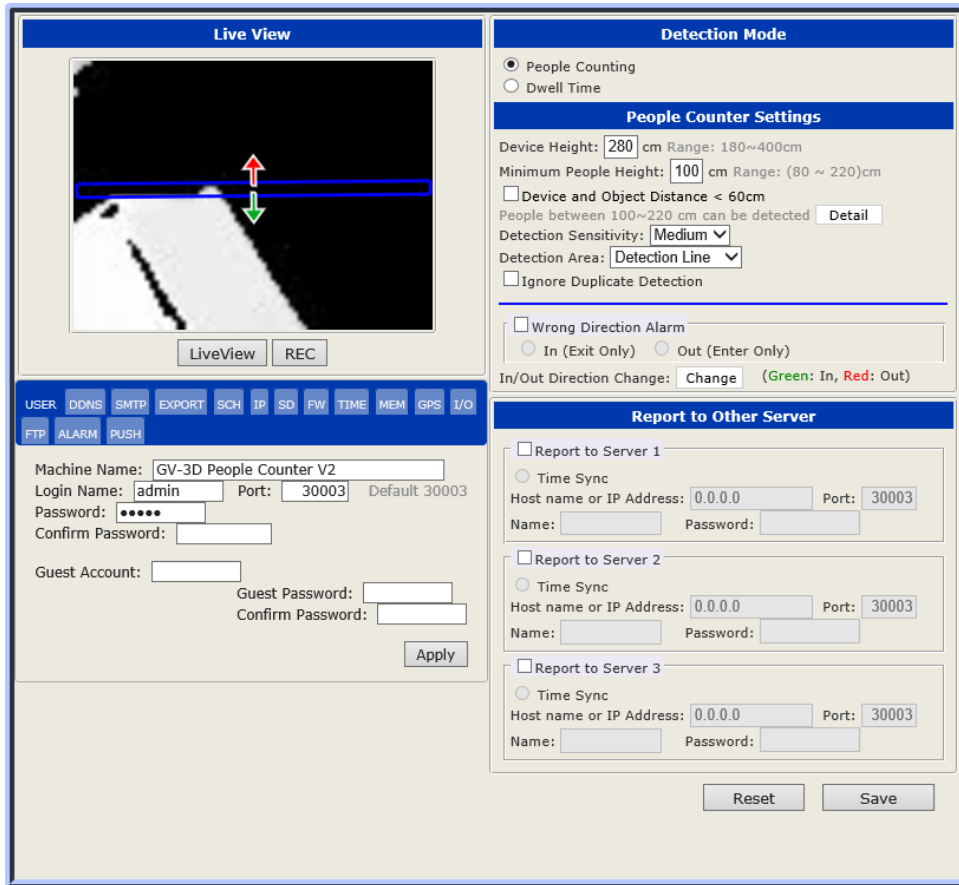 Live View
LiveView REC
USER DDNS SMTP EXPORT SCH IP SD FW TIME MEM GPS I/O
FTP ALARM PUSH
Machine Name: GV-3D People Counter V2
Login Name: admin Port: 30003 Default 30003
Password: •••••
Confirm Password:
Guest Account:
Guest Password:
Confirm Password:
Apply
Detection Mode
People Counting
Dwell Time
People Counter Settings
Device Height: 280 cm Range: 180~400cm
Minimum People Height: 100 cm Range: (80 ~ 220)cm
Device and Object Distance < 60cm
People between 100~220 cm can be detected Detail
Detection Sensitivity: Medium
Detection Area: Detection Line
Ignore Duplicate Detection
Wrong Direction Alarm
In (Exit Only) Out (Enter Only)
In/Out Direction Change: Change (Green: In, Red: Out)
Report to Other Server
Report to Server 1
Time Sync
Host name or IP Address: 0.0.0.0 Port: 30003
Name: Password:
Report to Server 2
Time Sync
Host name or IP Address: 0.0.0.0 Port: 30003
Name: Password:
Report to Server 3
Time Sync
Host name or IP Address: 0.0.0.0 Port: 30003
Name: Password:
Reset Save